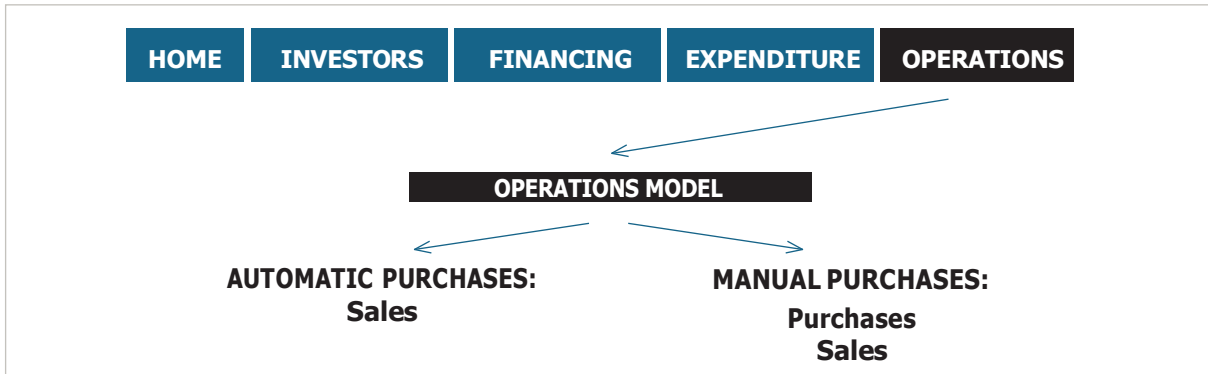 HOME INVESTORS FINANCING EXPENDITURE OPERATIONS
OPERATIONS MODEL
AUTOMATIC PURCHASES:
Sales
MANUAL PURCHASES:
Purchases
Sales